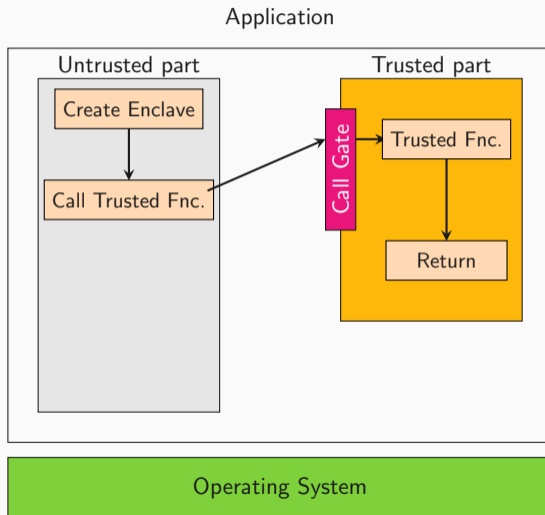 Application
Untrusted part
Trusted part
Create Enclave
Call Trusted Fnc.
Call Gate
Trusted Fnc.
Return
Operating System